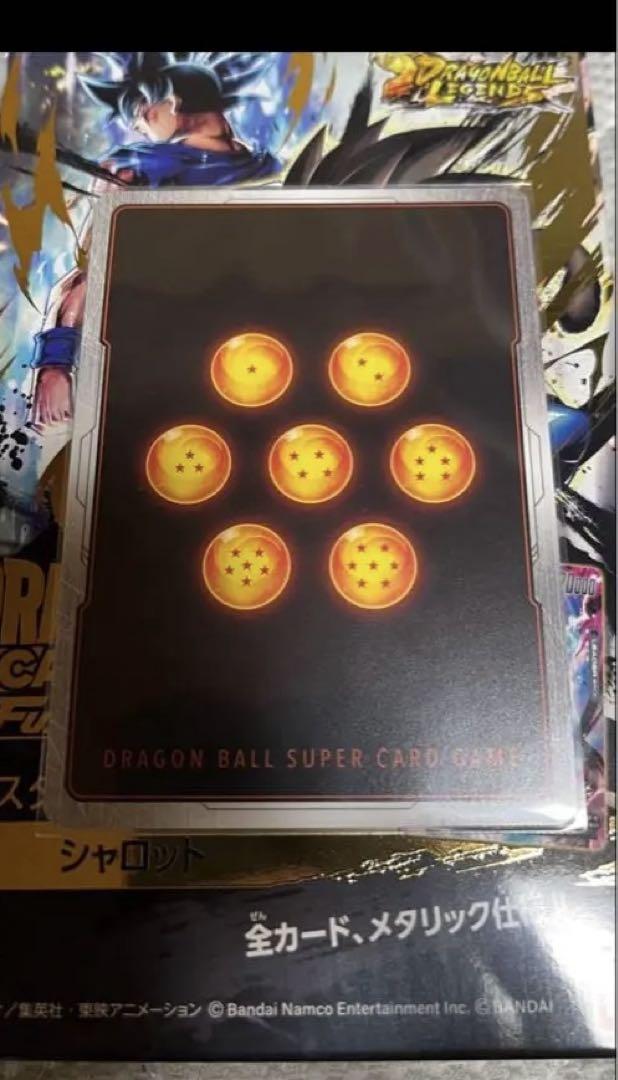 DRAGONBALL
LEGENDS
DRAGON BALL SUPER CARD GAME
シャロット
ぜん
全カード、メタリック仕
/集英社・東映アニメーション ©Bandai Namco Entertainment Inc. BANDAI